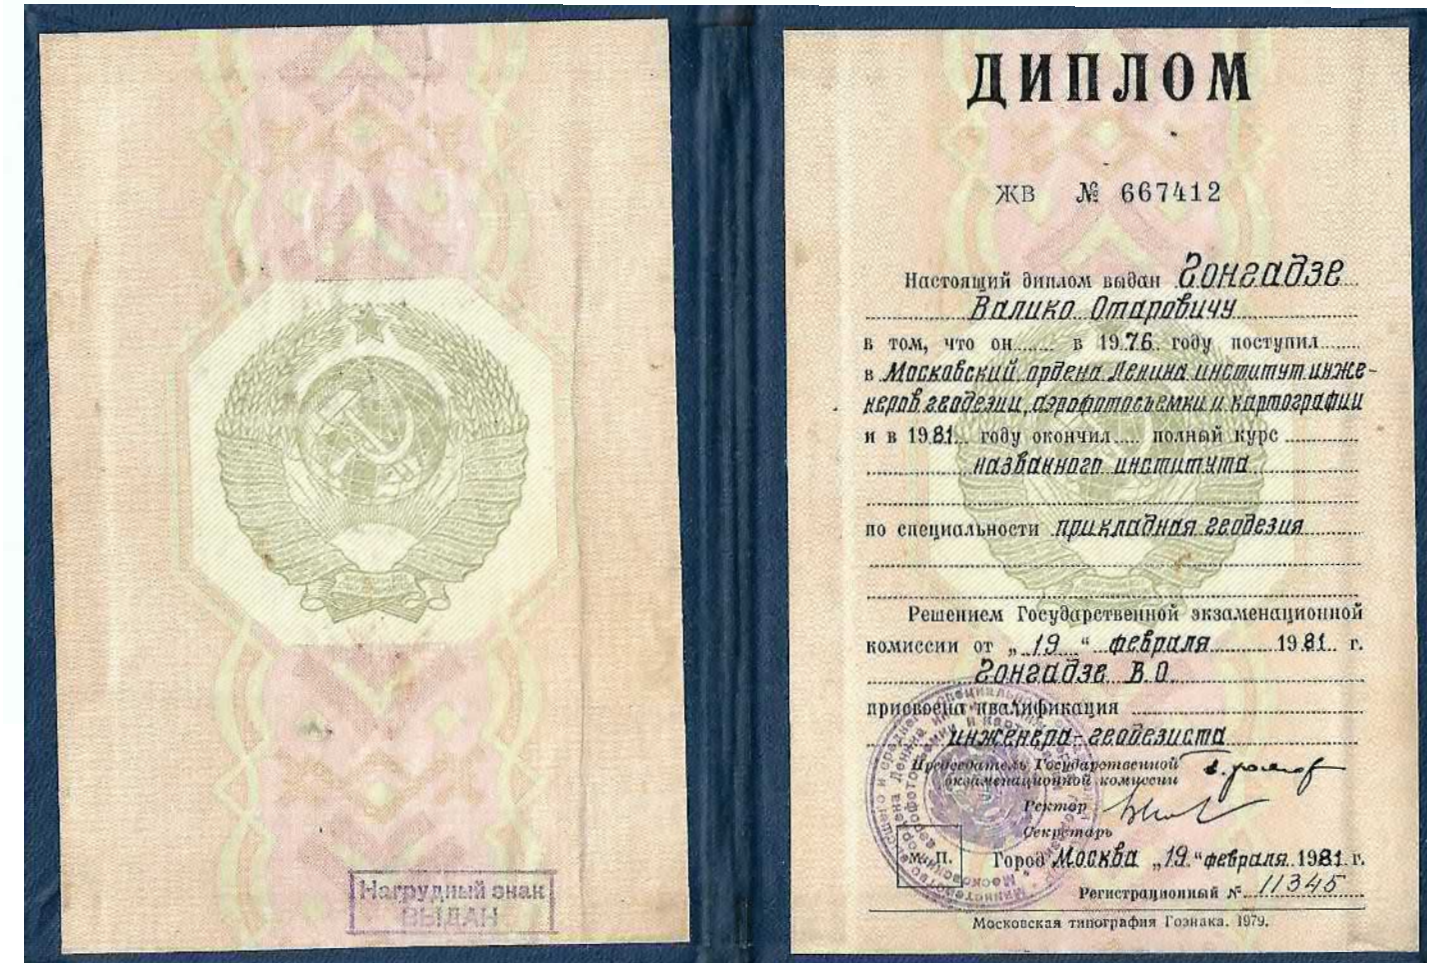 Нагрудный знак
ВЫДАН
ДИПЛОМ
ЖВ № 667412
Настоящий диплом выдан Гонгадзе
Валико Отаровичу
в том, что он в 1976 году поступил
в Московский ордена Ленина институт инже-
неров геодезии, аэрофотосъемки и картографии
и в 1981 году окончил полный курс
названного института
по специальности прикладная геодезия
Решением Государственной экзаменационной
комиссии от „19“ февраля 1981 г.
Гонгадзе В.О.
присвоена квалификация
инженера-геодезиста
Председатель Государственной
экзаменационной комиссии
Ректор
Секретарь
М. П.
Город Москва „19“ февраля 1981 г.
Регистрационный № 11345
Московская типография Гознака. 1979.